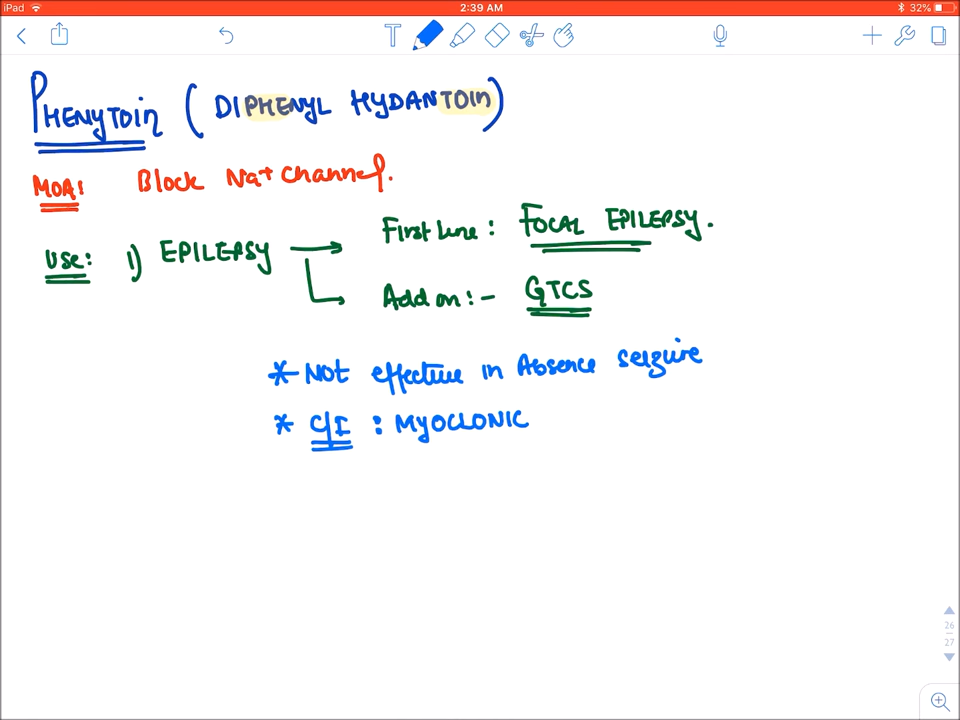 iPad 2:39 AM 32%
T
PHENYTOIN ( DIPHENYL HYDANTOIN)
MOA: Block Na+ channel.
Use: 1) EPILEPSY → First line : FOCAL EPILEPSY.
Add on :- GTCS
* NOT effective in Absence seizure
* C/I : MYOCLONIC
26
27